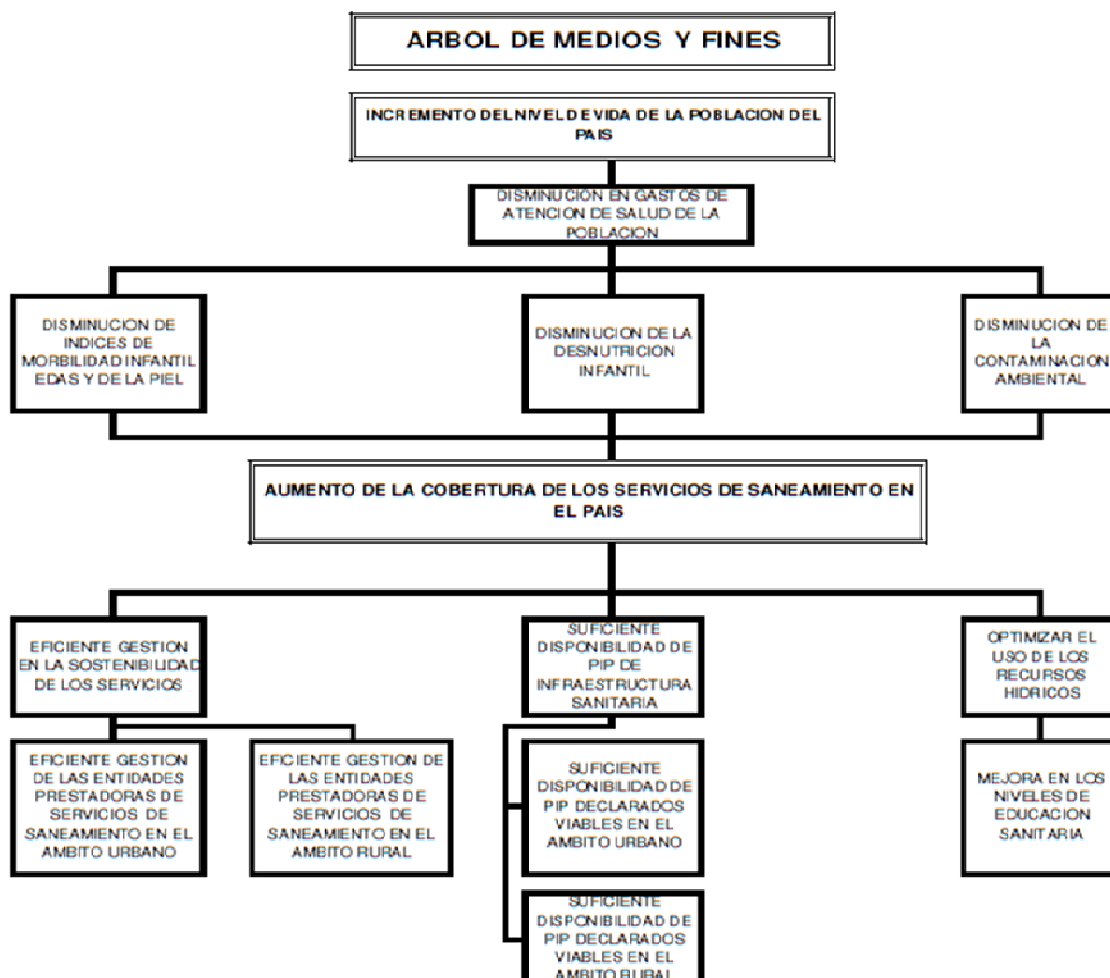 ARBOL DE MEDIOS Y FINES
INCREMENTO DEL NIVEL DE VIDA DE LA POBLACION DEL
PAIS
DISMINUCION EN GASTOS DE
ATENCION DE SALUD DE LA
POBLACION
DISMINUCION DE
INDICES DE
MORBILIDAD INFANTIL
EDAS Y DE LA PIEL
DISMINUCION DE LA
DESNUTRICION
INFANTIL
DISMINUCION DE
LA
CONTAMINACION
AMBIENTAL
AUMENTO DE LA COBERTURA DE LOS SERVICIOS DE SANEAMIENTO EN
EL PAIS
EFICIENTE GESTION
EN LA SOSTENIBILIDAD
DE LOS SERVICIOS
SUFICIENTE
DISPONIBILIDAD DE
PIP DE
INFRAESTRUCTURA
SANITARIA
OPTIMIZAR EL
USO DE LOS
RECURSOS
HIDRICOS
EFICIENTE GESTION
DE LAS ENTIDADES
PRESTADORAS DE
SERVICIOS DE
SANEAMIENTO EN EL
AMBITO URBANO
EFICIENTE GESTION DE
LAS ENTIDADES
PRESTADORAS DE
SERVICIOS DE
SANEAMIENTO EN EL
AMBITO RURAL
SUFICIENTE
DISPONIBILIDAD DE
PIP DECLARADOS
VIABLES EN EL
AMBITO URBANO
MEJORA EN LOS
NIVELES DE
EDUCACION
SANITARIA
SUFICIENTE
DISPONIBILIDAD DE
PIP DECLARADOS
VIABLES EN EL
AMBITO RURAL